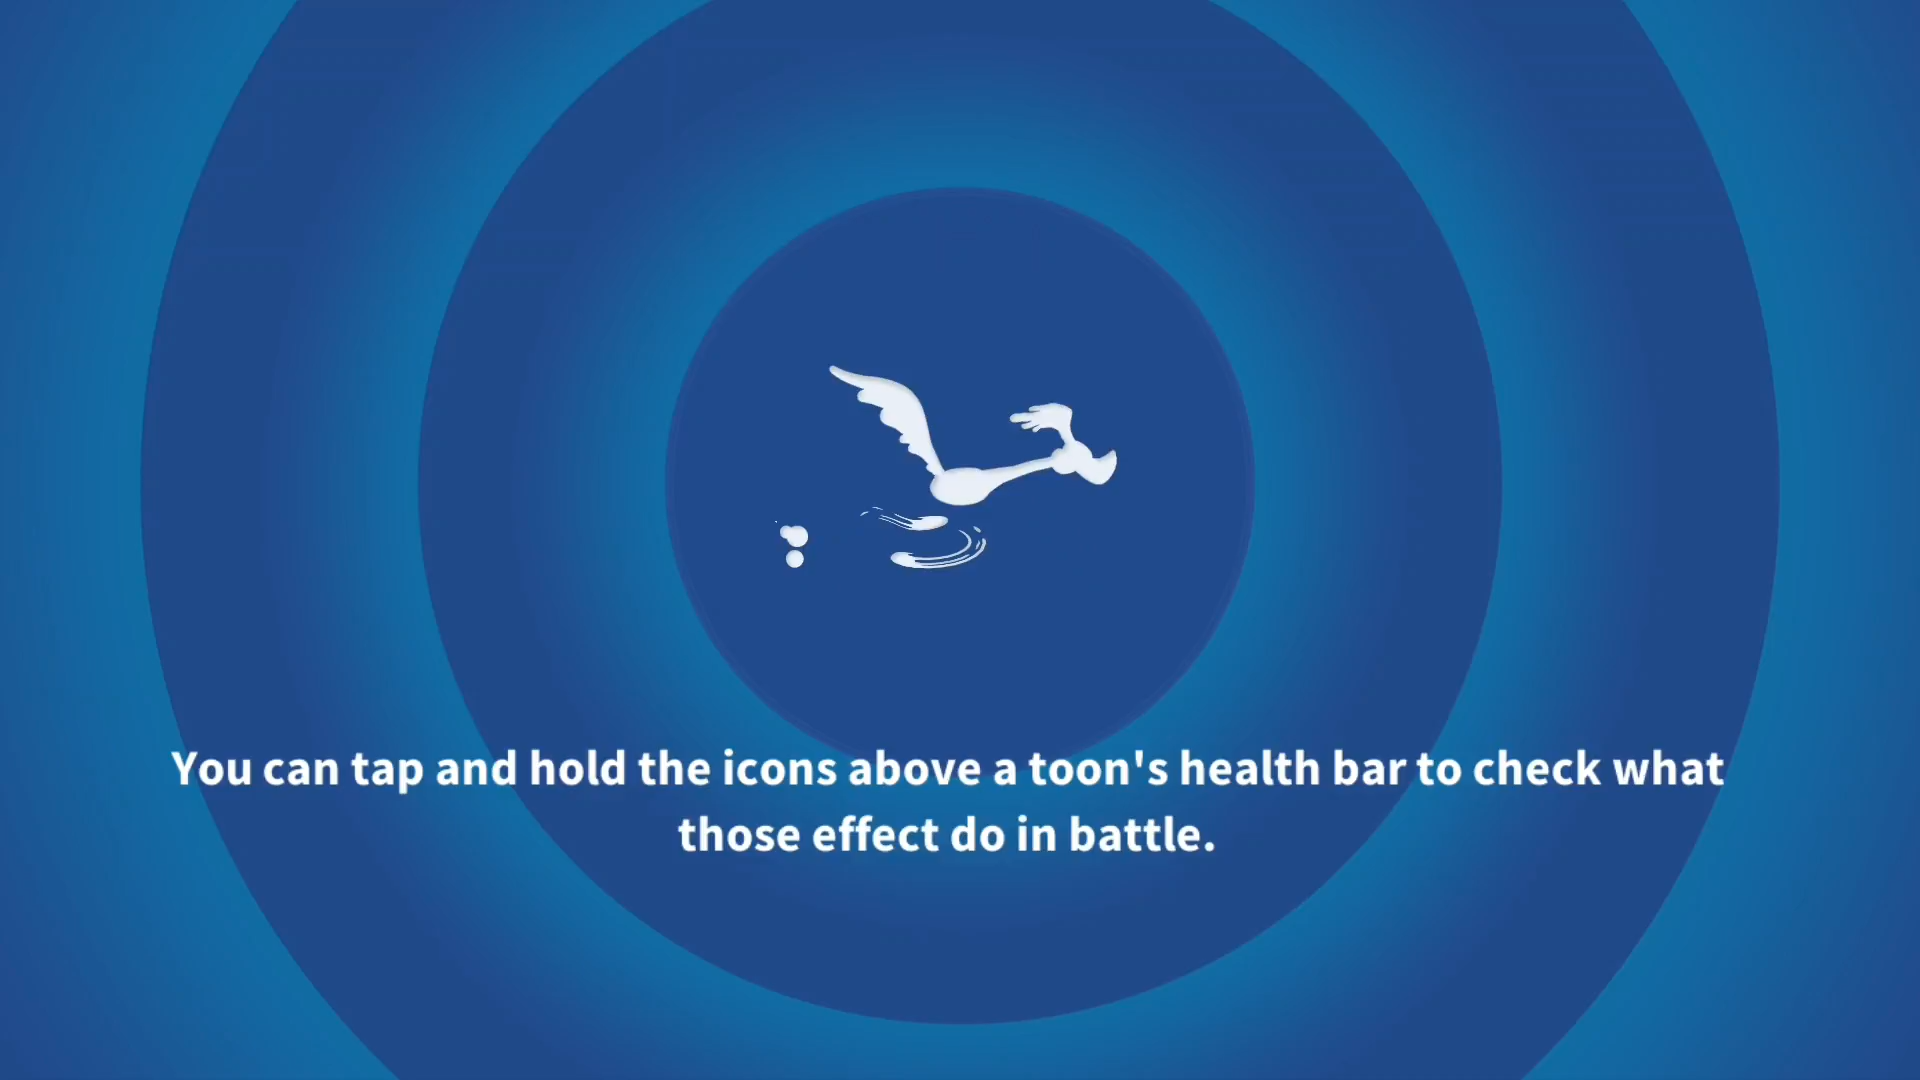 You can tap and hold the icons above a toon's health bar to check what
those effect do in battle.